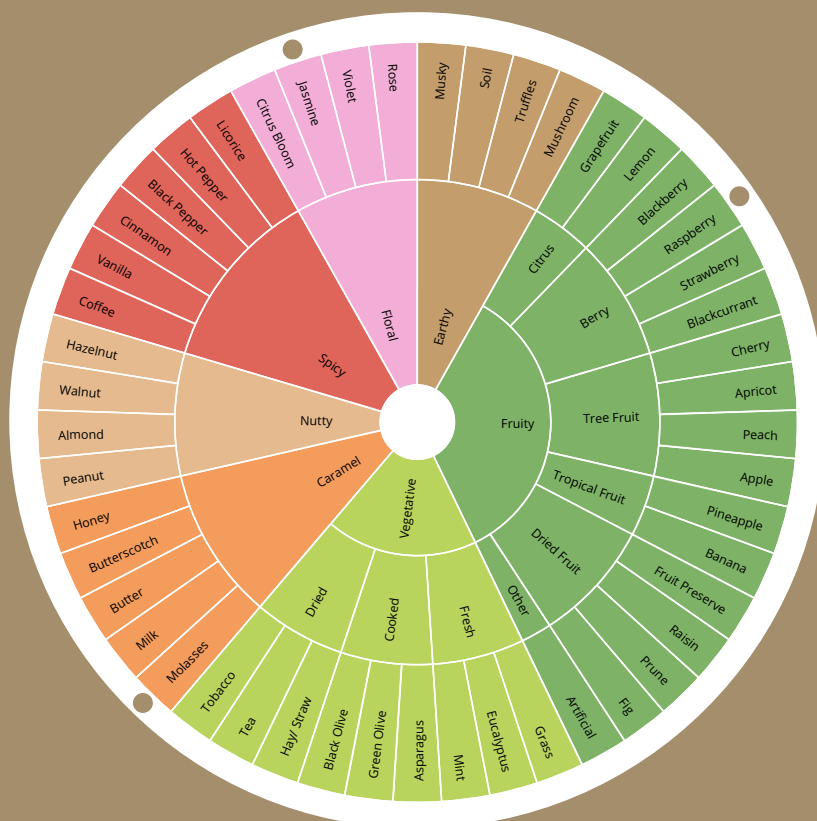 Earthy
Musky
Soil
Truffles
Mushroom
Fruity
Citrus
Grapefruit
Lemon
Berry
Blackberry
Raspberry
Strawberry
Blackcurrant
Tree Fruit
Cherry
Apricot
Peach
Apple
Tropical Fruit
Pineapple
Banana
Dried Fruit
Fruit Preserve
Raisin
Prune
Fig
Other
Artificial
Vegetative
Fresh
Grass
Eucalyptus
Mint
Cooked
Asparagus
Green Olive
Black Olive
Dried
Hay/ Straw
Tea
Tobacco
Caramel
Molasses
Milk
Butter
Butterscotch
Honey
Nutty
Peanut
Almond
Walnut
Hazelnut
Spicy
Coffee
Vanilla
Cinnamon
Black Pepper
Hot Pepper
Licorice
Floral
Citrus Bloom
Jasmine
Violet
Rose